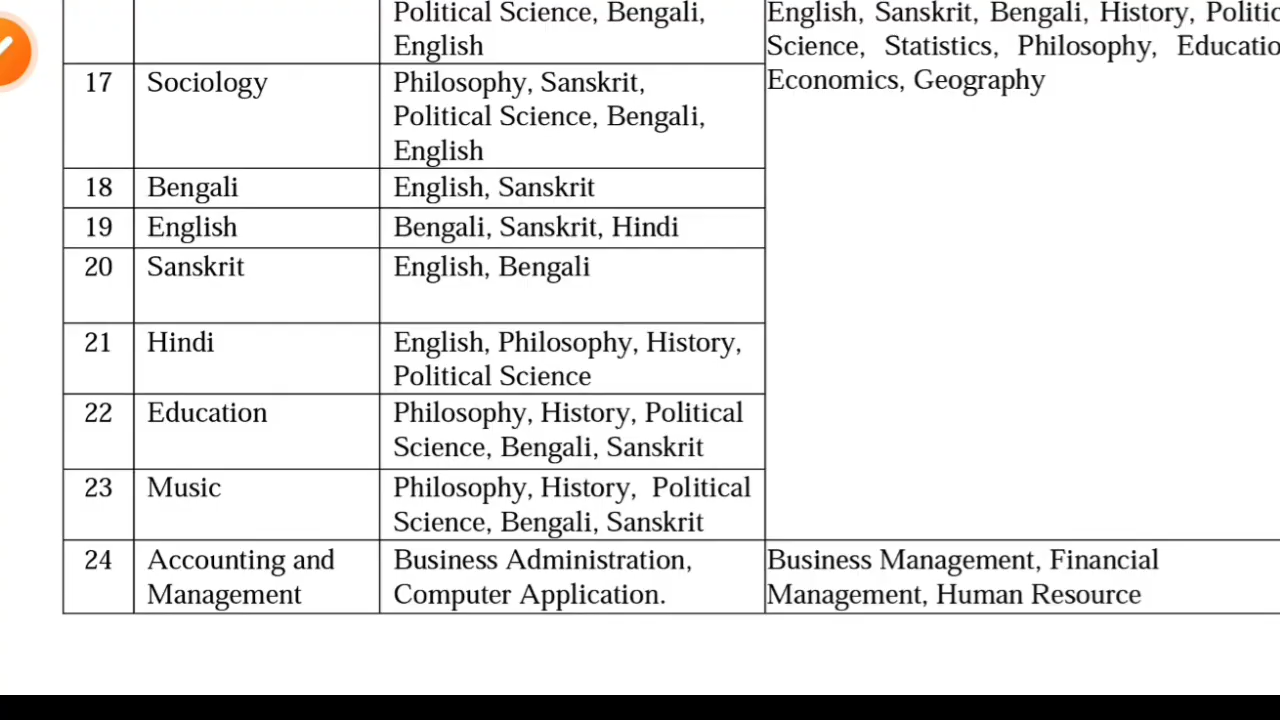 Political Science, Bengali,
English
English, Sanskrit, Bengali, History,
Science, Statistics, Philosophy,
Economics, Geography
17 Sociology Philosophy, Sanskrit,
Political Science, Bengali,
English
18 Bengali English, Sanskrit
19 English Bengali, Sanskrit, Hindi
20 Sanskrit English, Bengali
21 Hindi English, Philosophy, History,
Political Science
22 Education Philosophy, History, Political
Science, Bengali, Sanskrit
23 Music Philosophy, History, Political
Science, Bengali, Sanskrit
24 Accounting and Business Administration, Business Management, Financial
Management Computer Application. Management, Human Resource